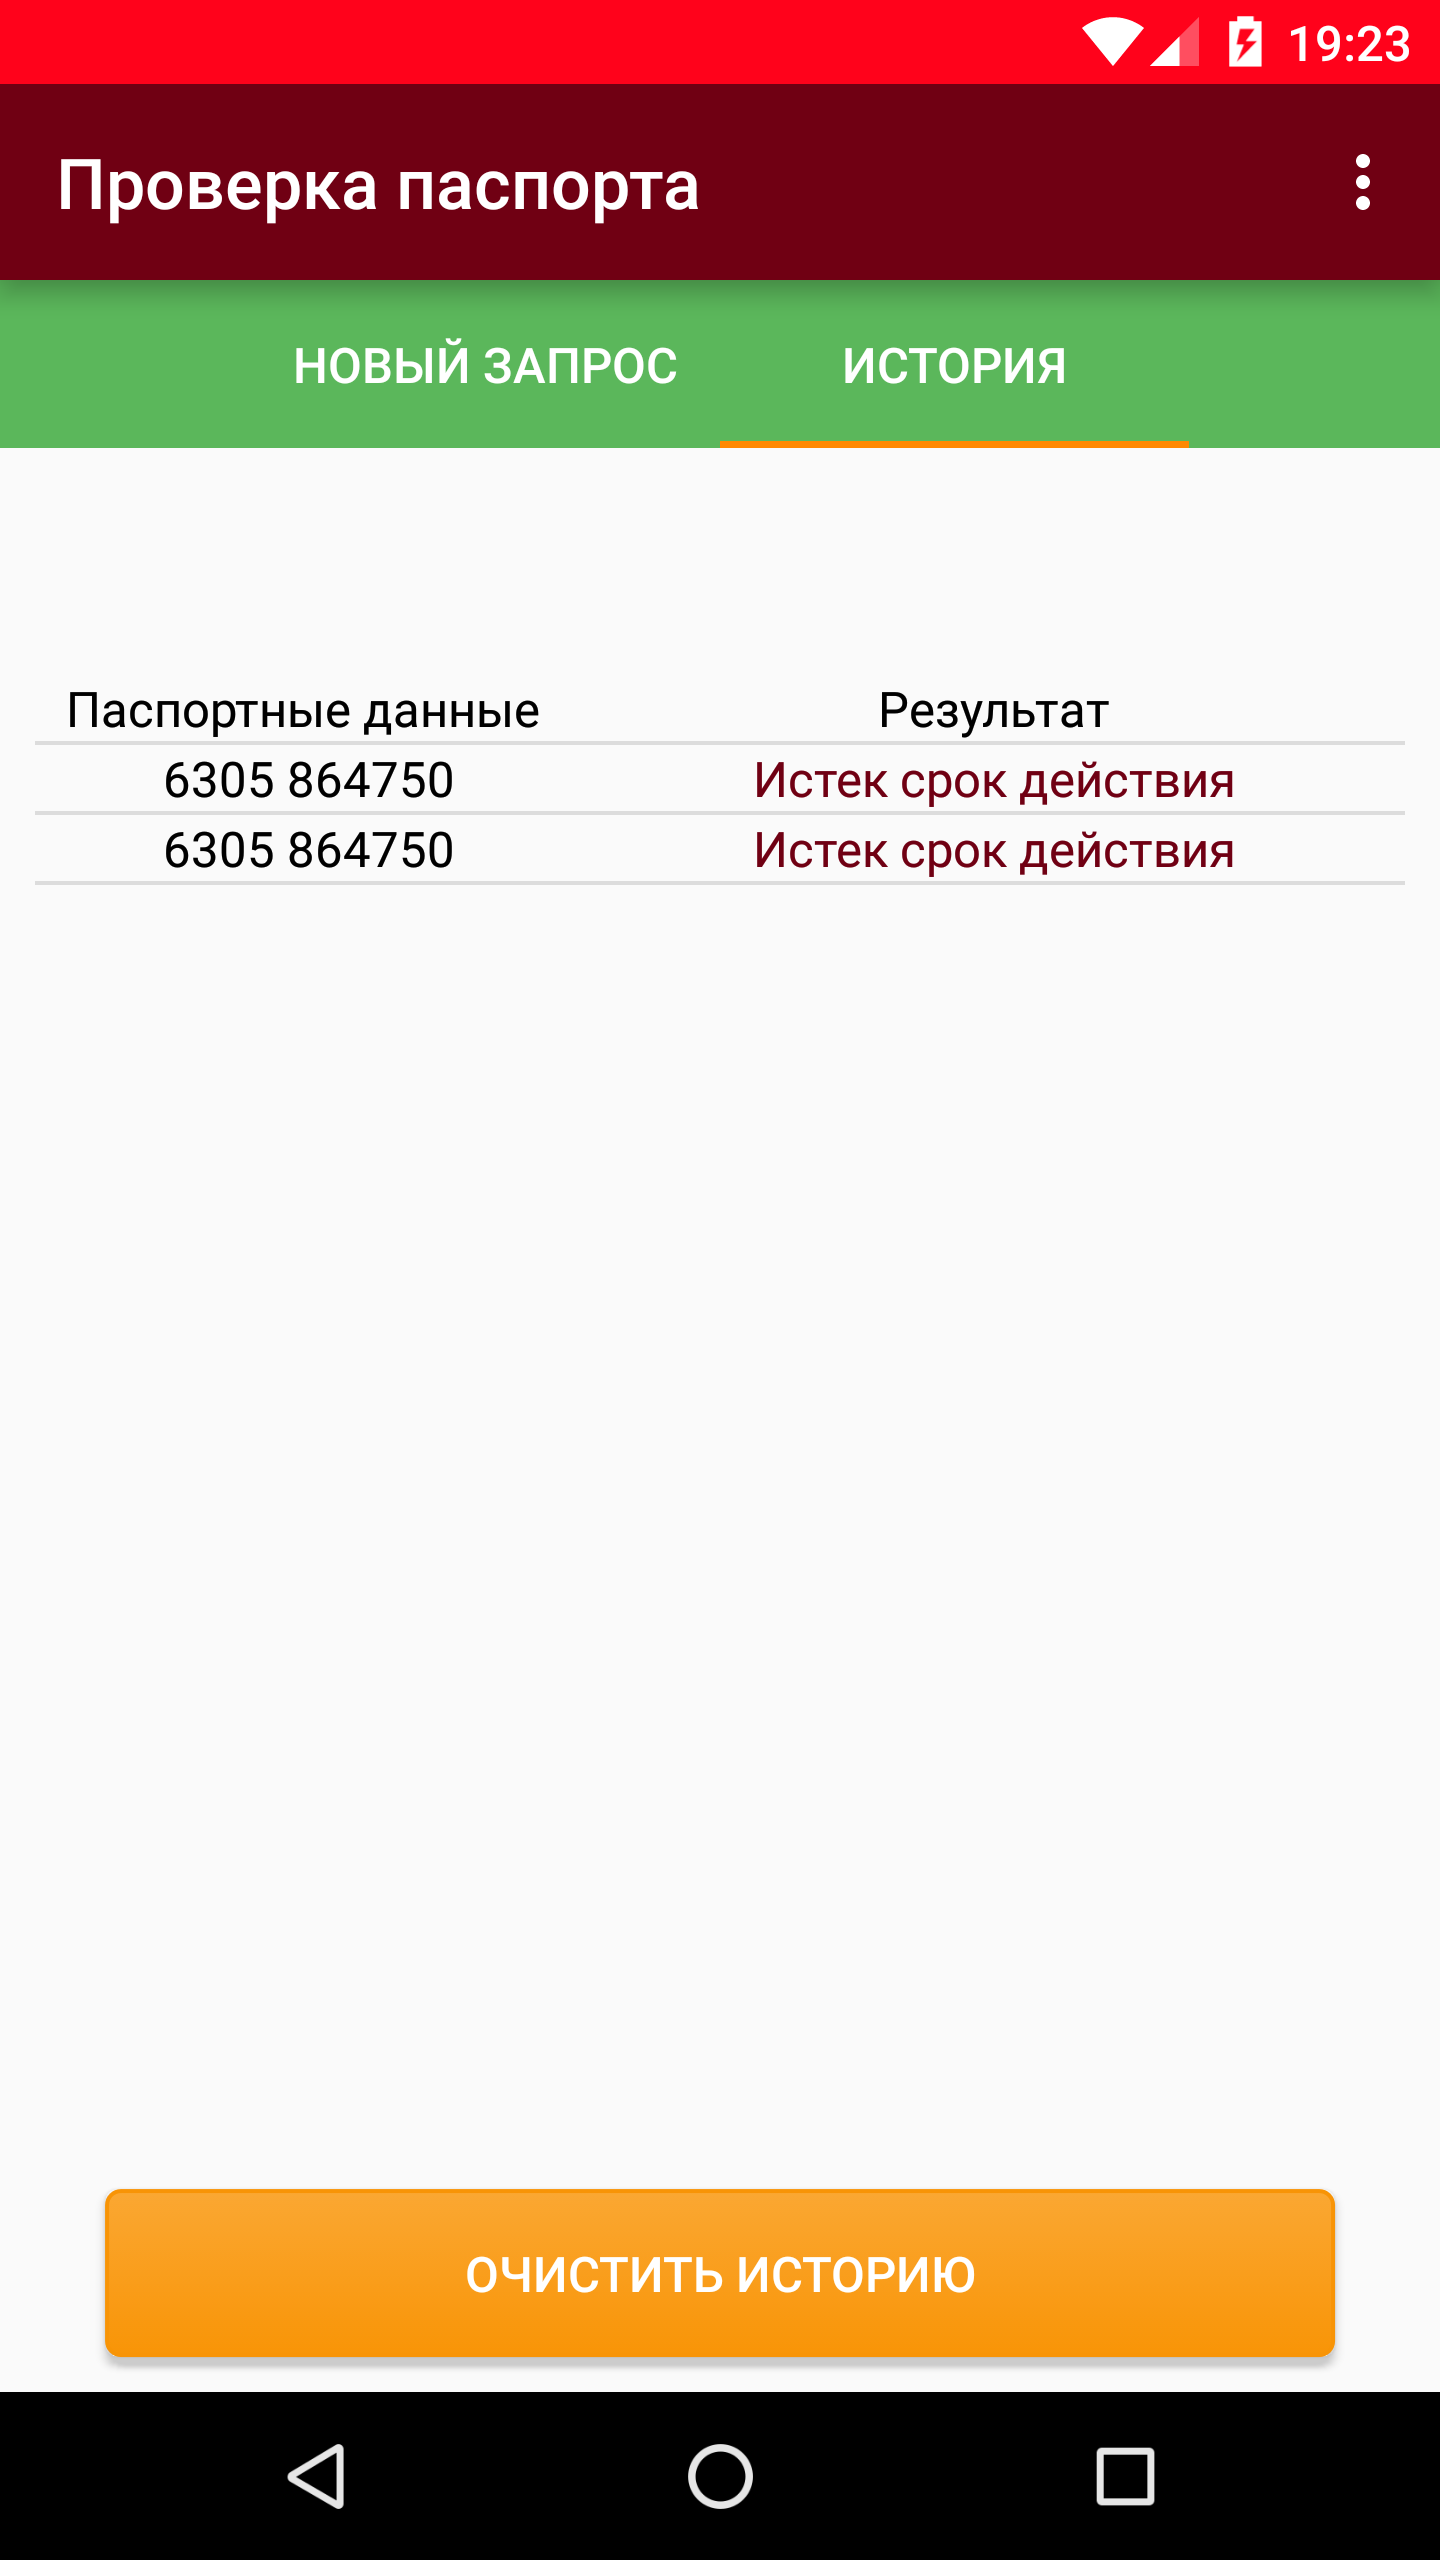 19:23
Проверка паспорта
НОВЫЙ ЗАПРОС ИСТОРИЯ
Паспортные данные Результат
6305 864750 Истек срок действия
6305 864750 Истек срок действия
ОЧИСТИТЬ ИСТОРИЮ